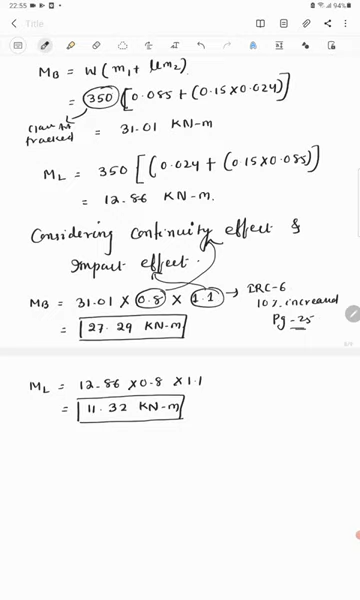 22:55
94%
MB = W(m1 + μm2)
= 350 [0.085 + (0.15×0.024)]
Class AA
tracked
= 31.01 KN-m
ML = 350 [(0.024 + (0.15×0.085)]
= 12.86 KN-m.
Considering continuity effect &
Impact effect.
MB = 31.01 × 0.8 × 1.1 → IRC-6
10% increased
Pg-25
= 27.29 KN-m
8/9
ML = 12.86 × 0.8 × 1.1
= 11.32 KN-m